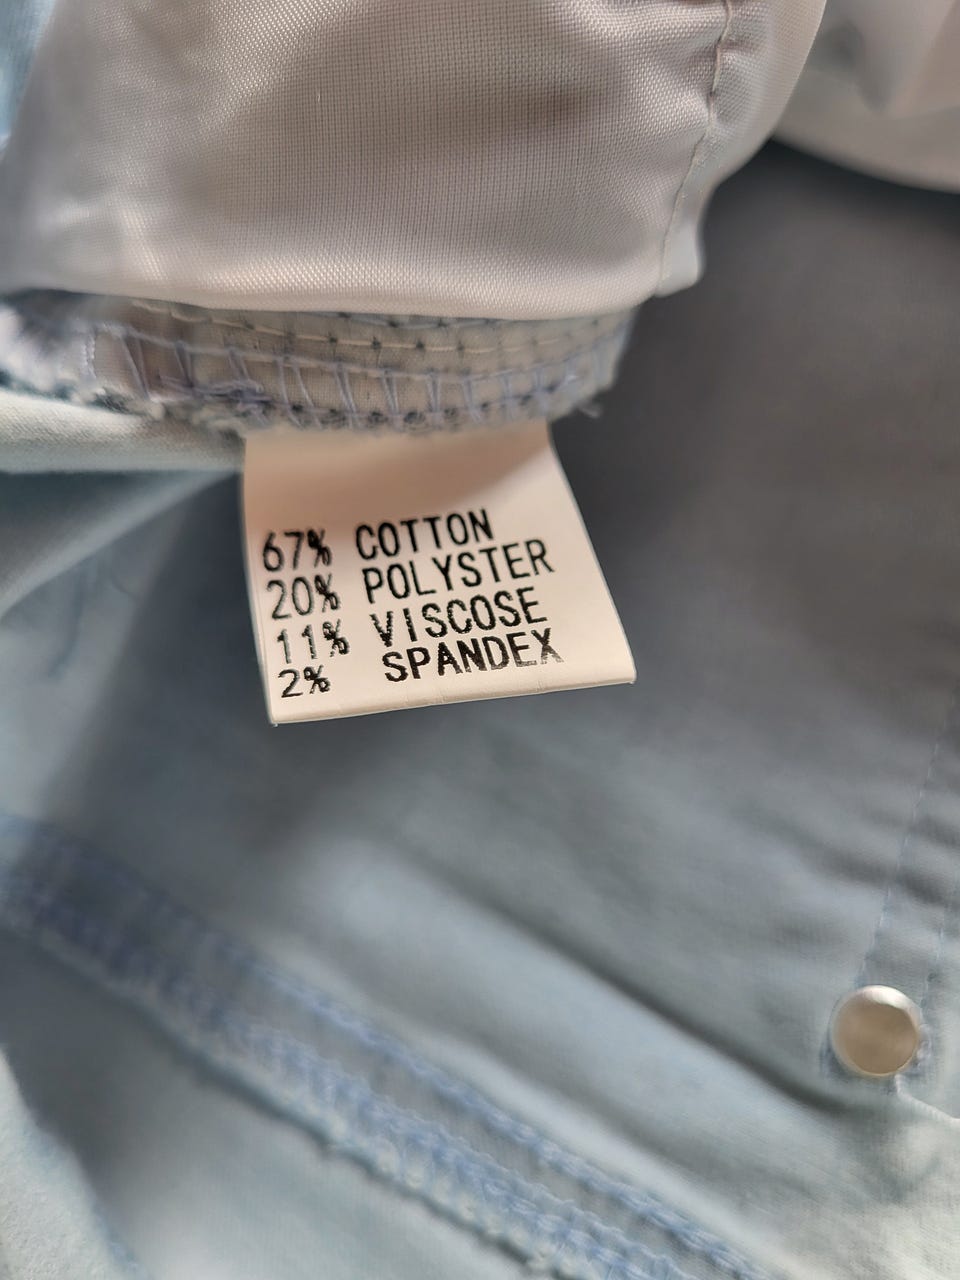 67% COTTON
20% POLYSTER
11% VISCOSE
2% SPANDEX